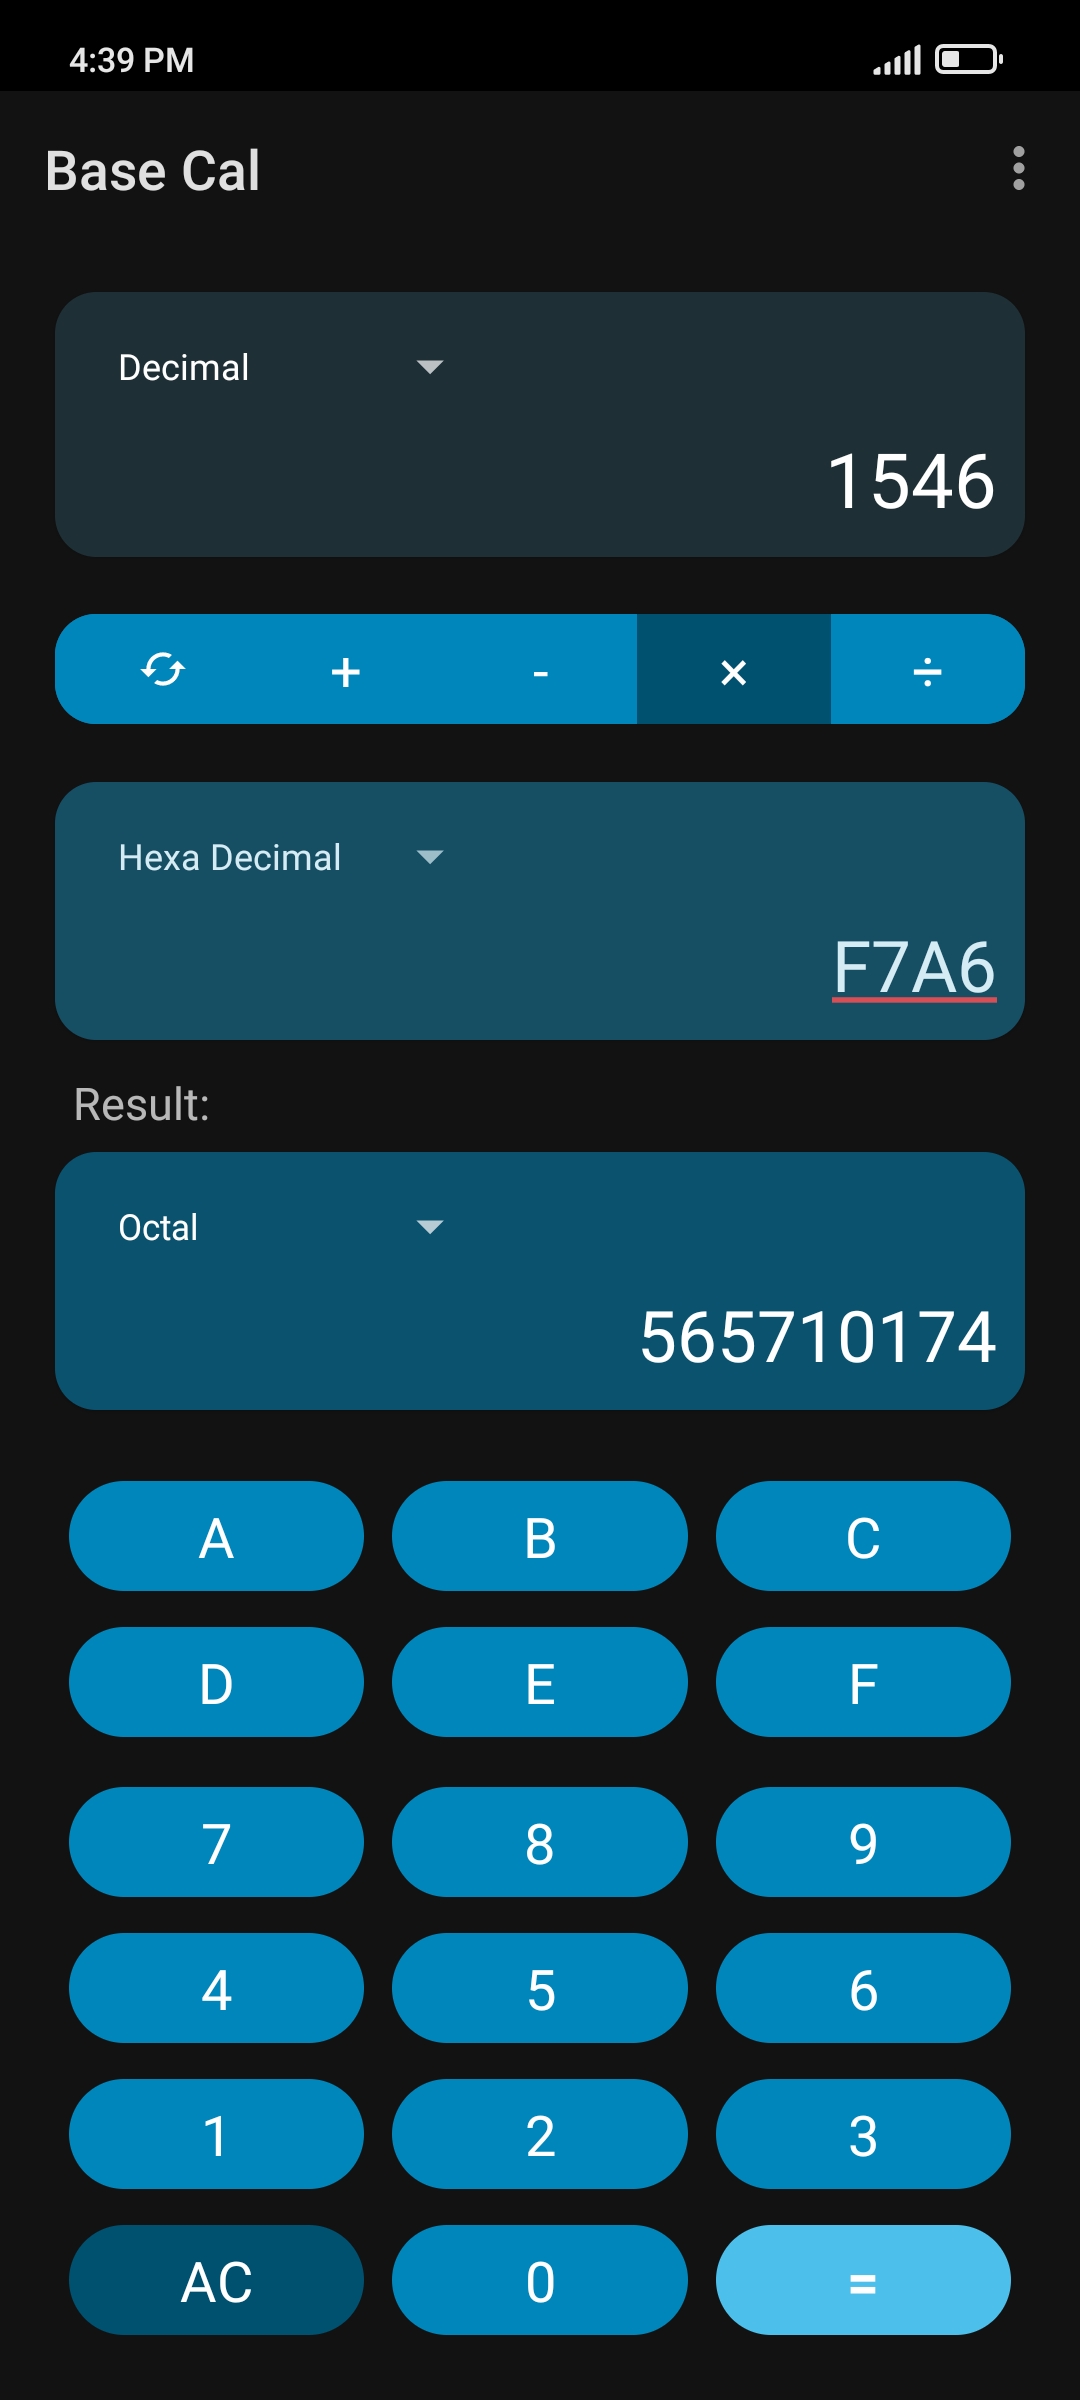 4:39 PM
Base Cal
Decimal
1546
+ - × ÷
Hexa Decimal
F7A6
Result:
Octal
565710174
A B C
D E F
7 8 9
4 5 6
1 2 3
AC 0 =